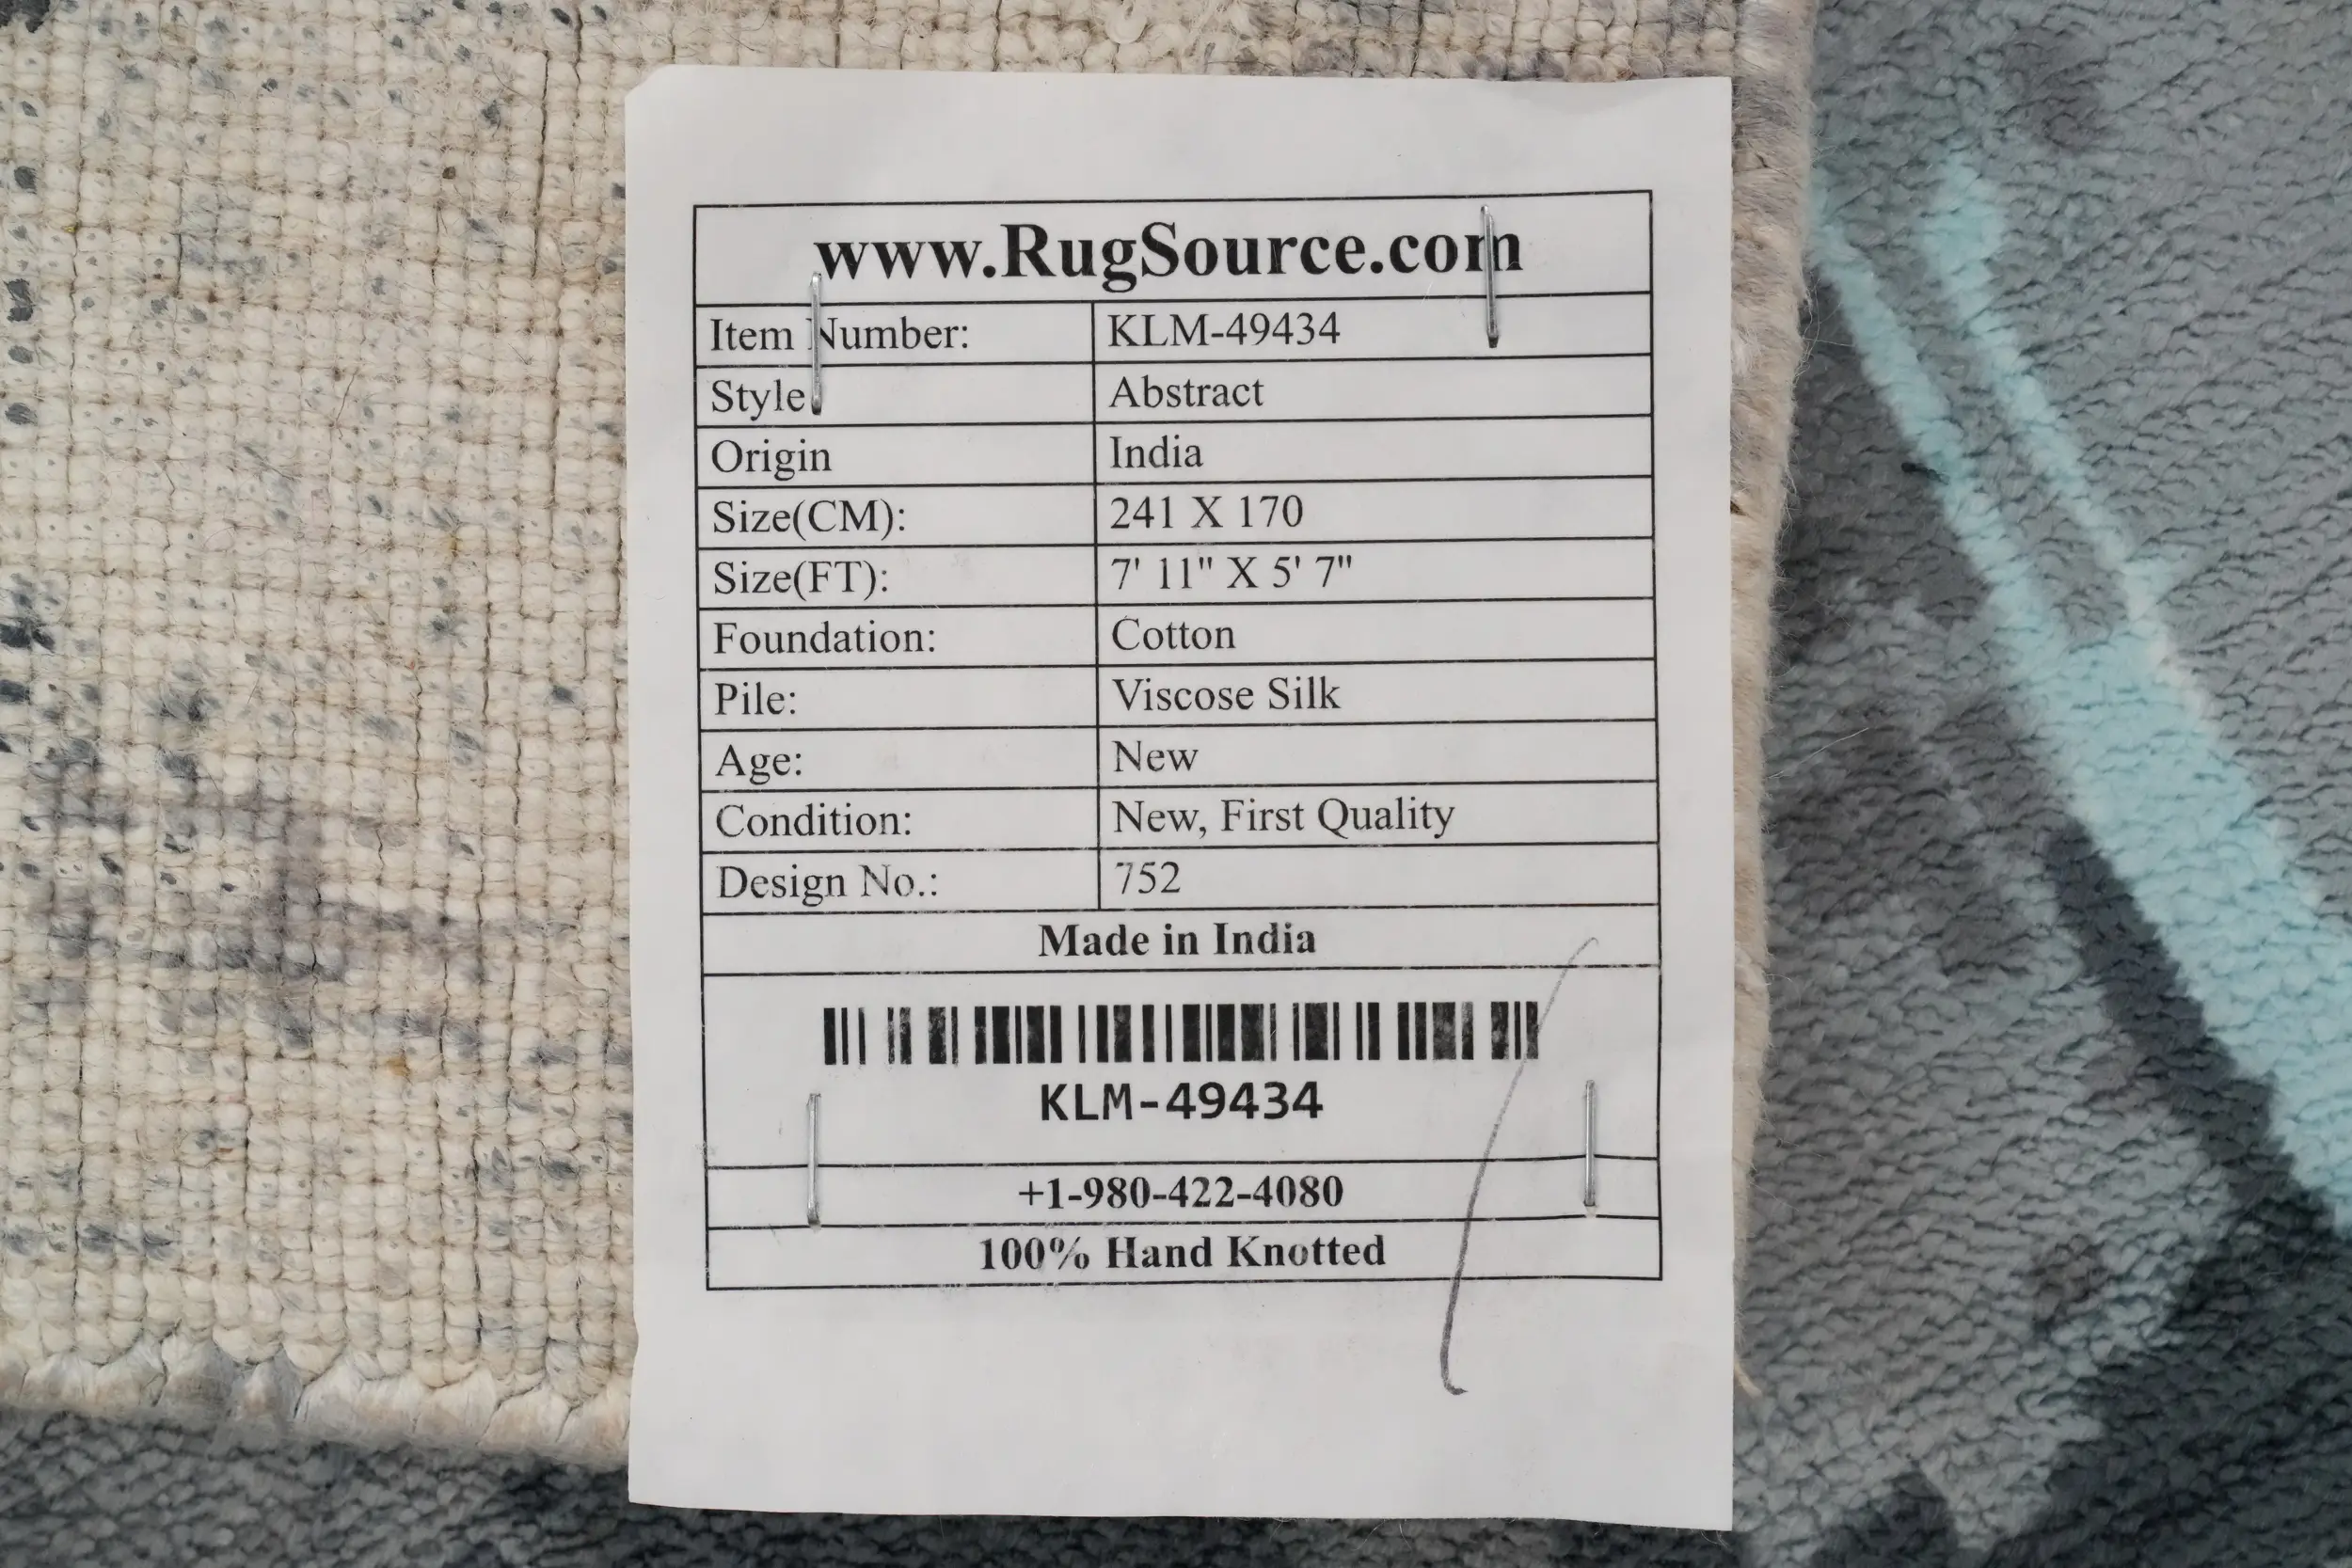 www.RugSource.com
Item Number: KLM-49434
Style: Abstract
Origin India
Size(CM): 241 X 170
Size(FT): 7' 11" X 5' 7"
Foundation: Cotton
Pile: Viscose Silk
Age: New
Condition: New, First Quality
Design No.: 752
Made in India
KLM-49434
+1-980-422-4080
100% Hand Knotted